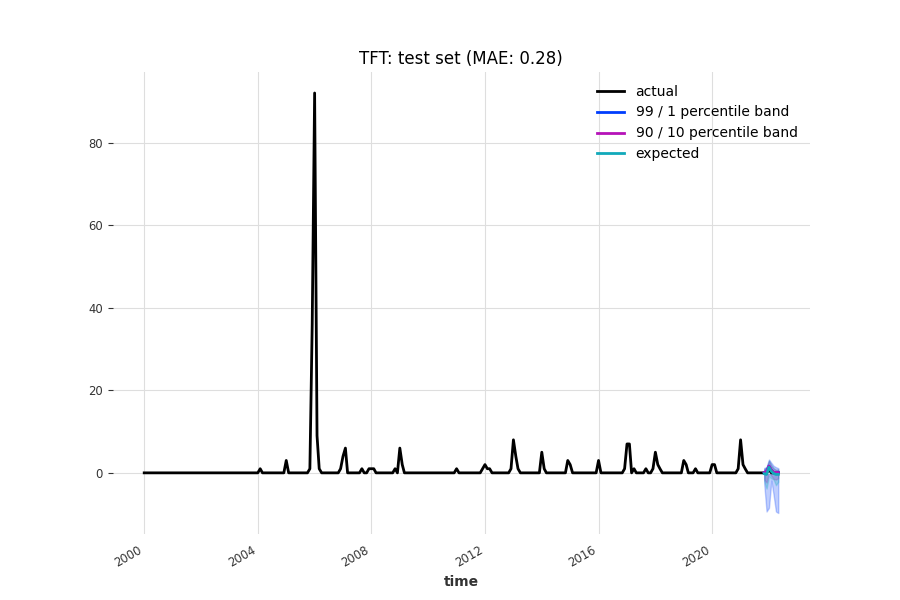 TFT: test set (MAE: 0.28)
actual
99 / 1 percentile band
90 / 10 percentile band
expected
80
60
40
20
0
2000
2004
2008
2012
2016
2020
time